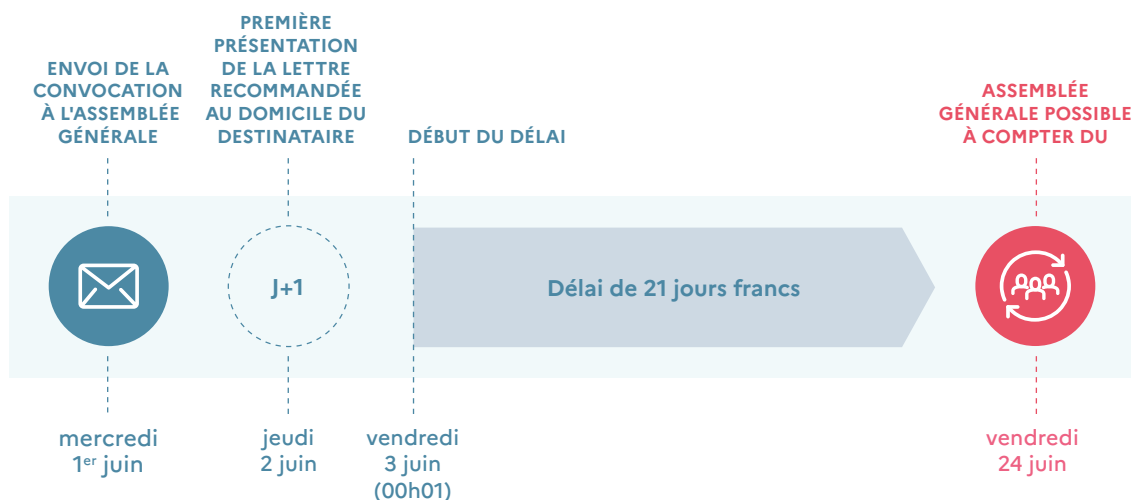 ENVOI DE LA
CONVOCATION
À L'ASSEMBLÉE
GÉNÉRALE
PREMIÈRE
PRÉSENTATION
DE LA LETTRE
RECOMMANDÉE
AU DOMICILE DU
DESTINATAIRE
DÉBUT DU DÉLAI
ASSEMBLÉE
GÉNÉRALE POSSIBLE
À COMPTER DU
J+1
Délai de 21 jours francs
mercredi
1er juin
jeudi
2 juin
vendredi
3 juin
(00h01)
vendredi
24 juin